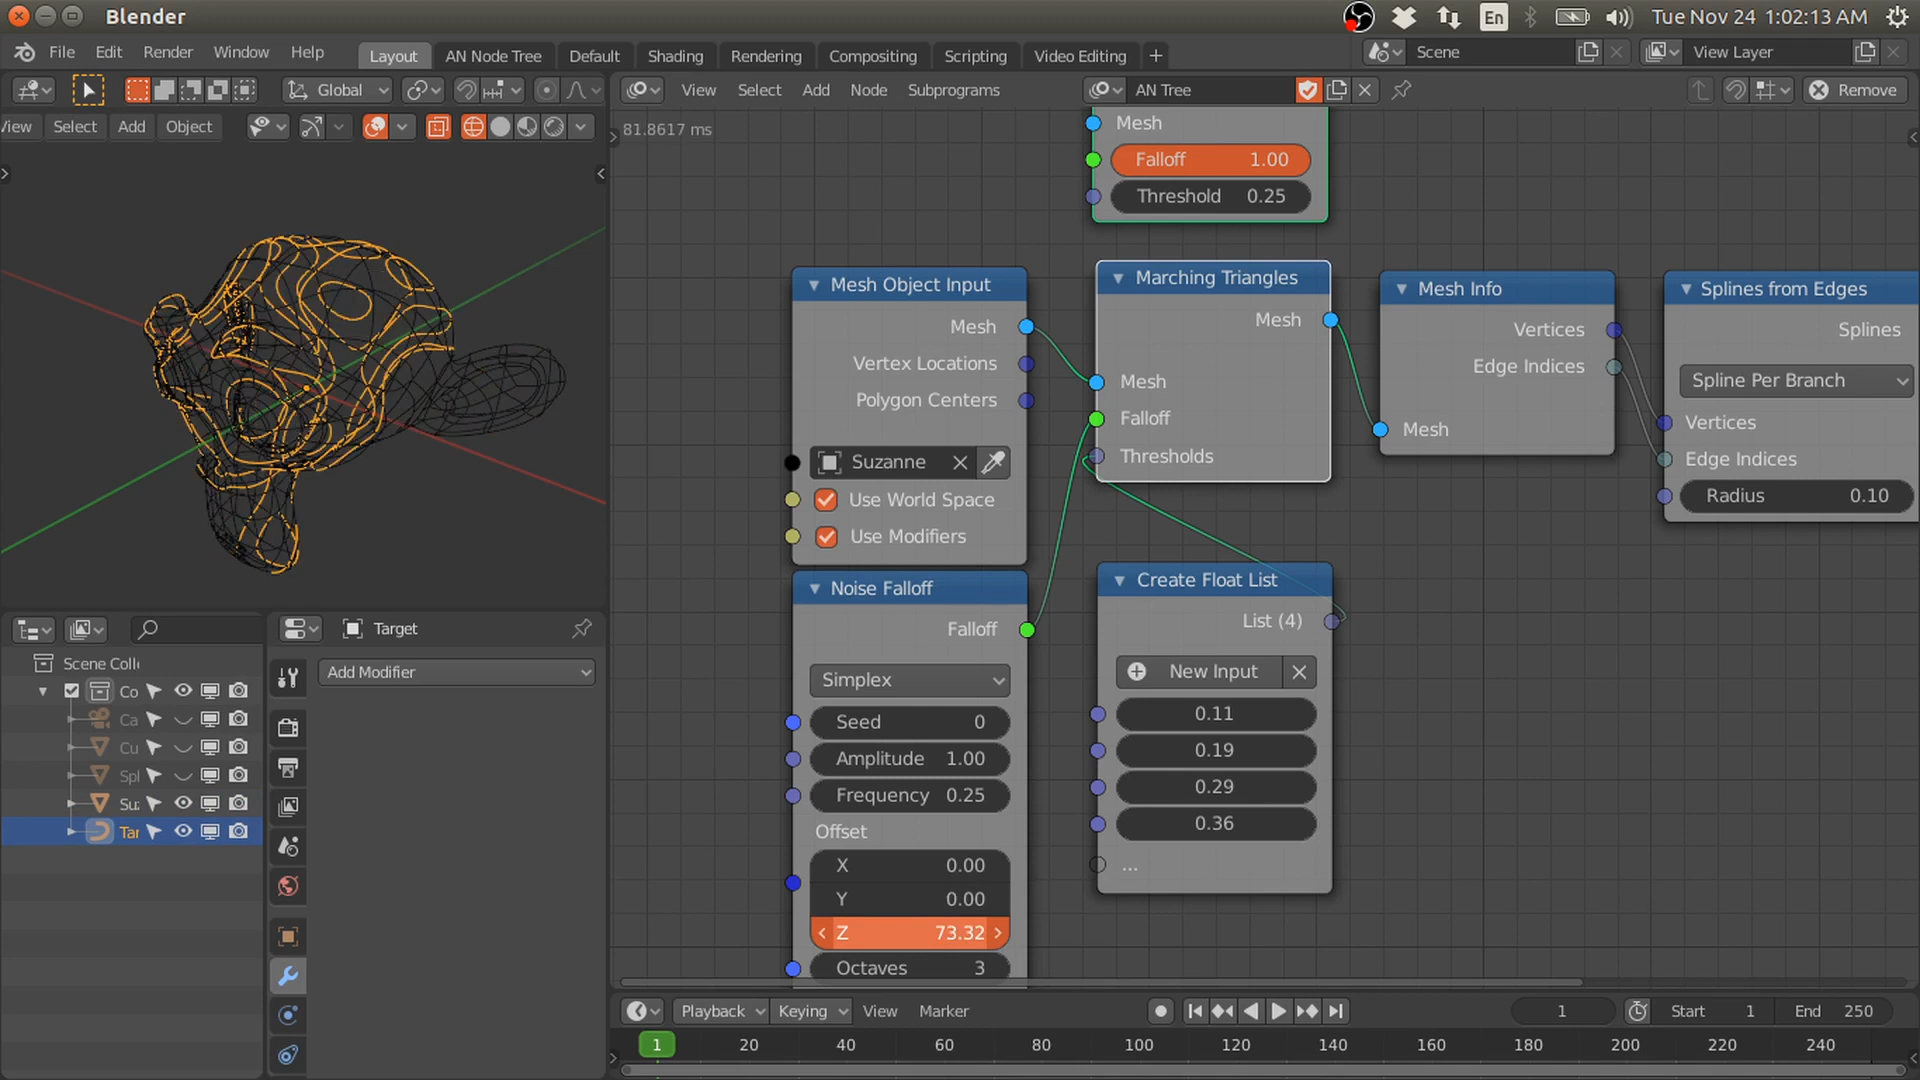 Blender
En
Tue Nov 24 1:02:13 AM
File Edit Render Window Help
Layout AN Node Tree Default Shading Rendering Compositing Scripting Video Editing +
Scene
View Layer
Global
View Select Add Node Subprograms
AN Tree
Remove
View Select Add Object
81.8617 ms
Mesh
Falloff 1.00
Threshold 0.25
Mesh Object Input
Mesh
Vertex Locations
Polygon Centers
Suzanne
Use World Space
Use Modifiers
Marching Triangles
Mesh
Mesh
Falloff
Thresholds
Mesh Info
Vertices
Edge Indices
Mesh
Splines from Edges
Splines
Spline Per Branch
Vertices
Edge Indices
Radius 0.10
Noise Falloff
Falloff
Simplex
Seed 0
Amplitude 1.00
Frequency 0.25
Offset
X 0.00
Y 0.00
Z 73.32
Octaves 3
Create Float List
List (4)
New Input
0.11
0.19
0.29
0.36
...
Target
Add Modifier
Scene Coll
Co
Ca
Cu
Spl
Su
Tar
Playback Keying View Marker
1
Start 1
End 250
1 20 40 60 80 100 120 140 160 180 200 220 240